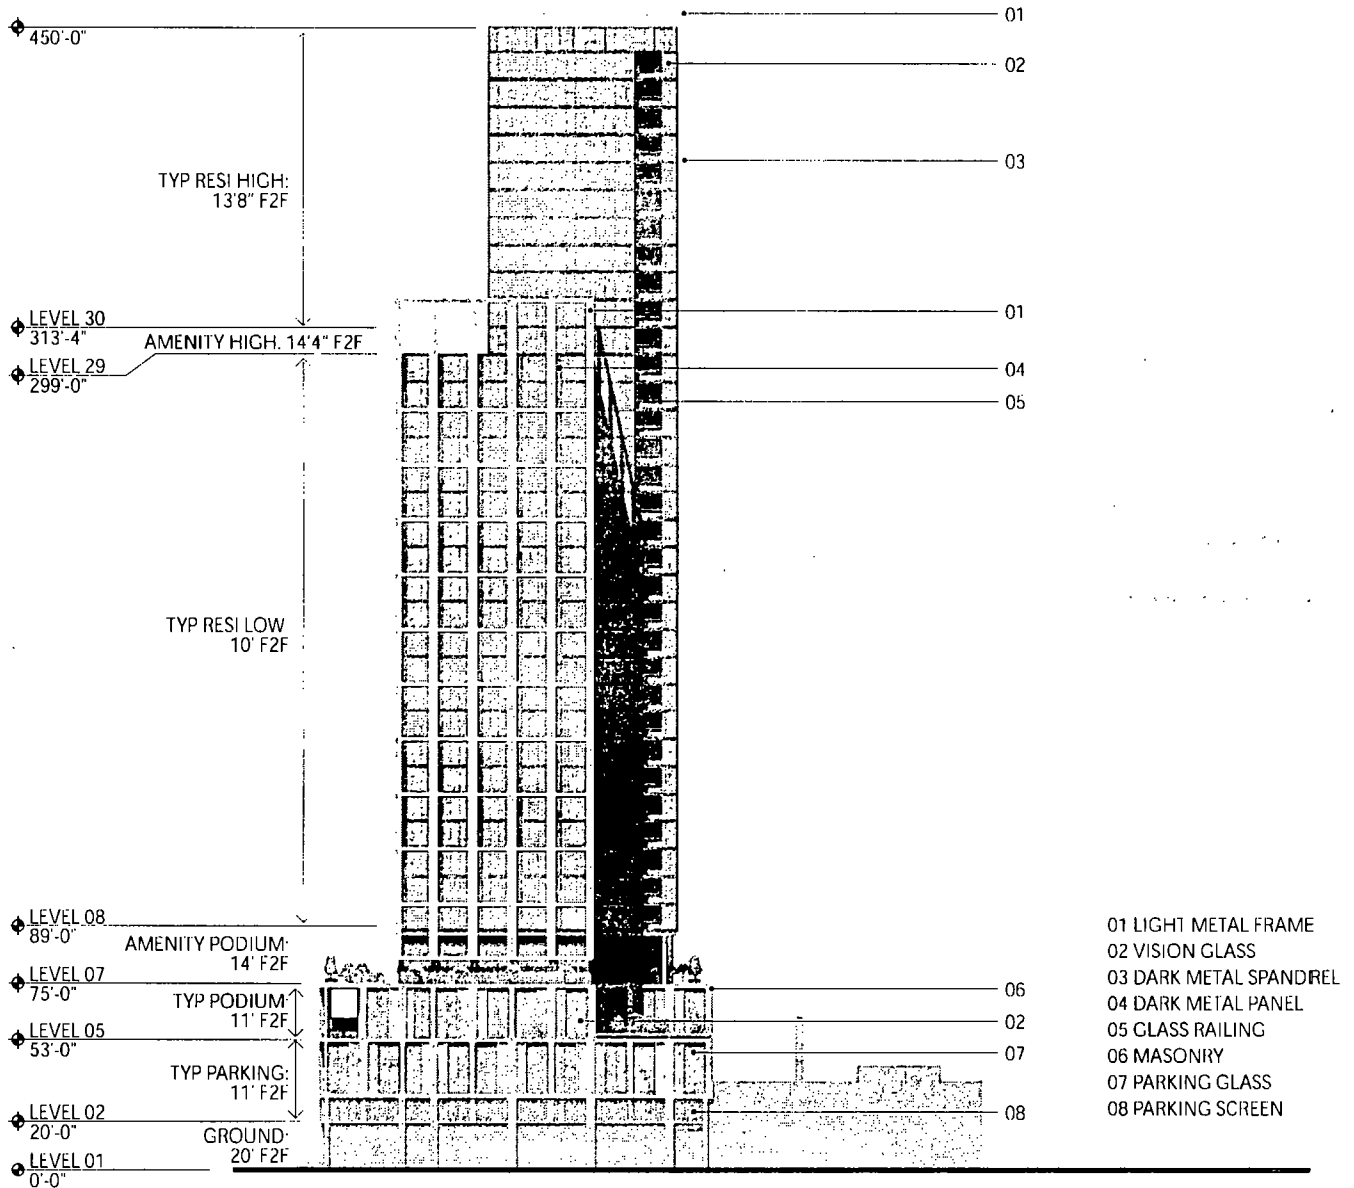 450'-0"
TYP RESI HIGH:
13'8" F2F
LEVEL 30
313'-4"
AMENITY HIGH. 14'4" F2F
LEVEL 29
299'-0"
TYP RESI LOW
10' F2F
LEVEL 08
89'-0"
AMENITY PODIUM:
14' F2F
LEVEL 07
75'-0"
TYP PODIUM:
11' F2F
LEVEL 05
53'-0"
TYP PARKING:
11' F2F
LEVEL 02
20'-0"
GROUND:
20' F2F
LEVEL 01
0'-0"
01
02
03
01
04
05
06
02
07
08
01 LIGHT METAL FRAME
02 VISION GLASS
03 DARK METAL SPANDREL
04 DARK METAL PANEL
05 GLASS RAILING
06 MASONRY
07 PARKING GLASS
08 PARKING SCREEN